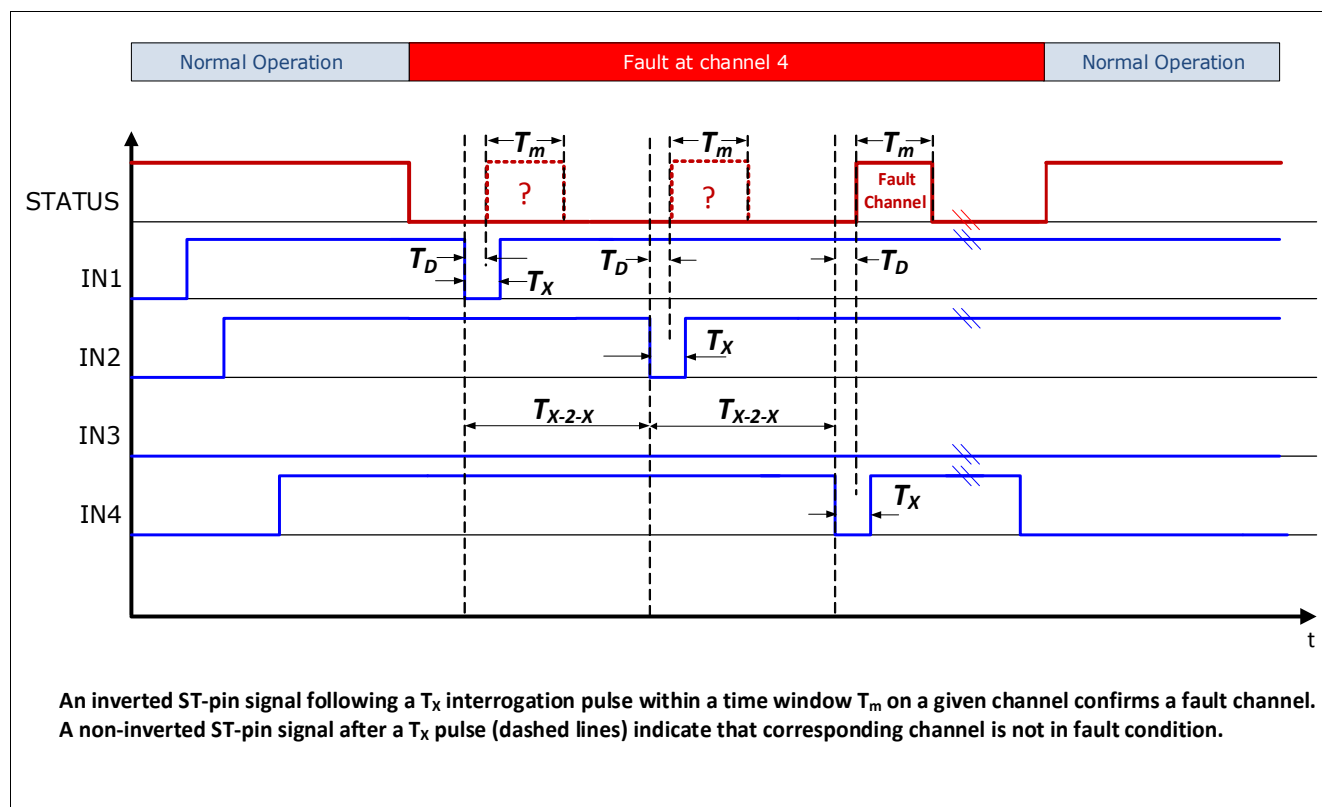 Normal Operation
Fault at channel 4
Normal Operation
Tm
Tm
Tm
STATUS
?
?
Fault
Channel
IN1
TD
TX
TD
TD
IN2
TX
TX-2-X
TX-2-X
IN3
IN4
TX
t
An inverted ST-pin signal following a TX interrogation pulse within a time window Tm on a given channel confirms a fault channel.
A non-inverted ST-pin signal after a TX pulse (dashed lines) indicate that corresponding channel is not in fault condition.